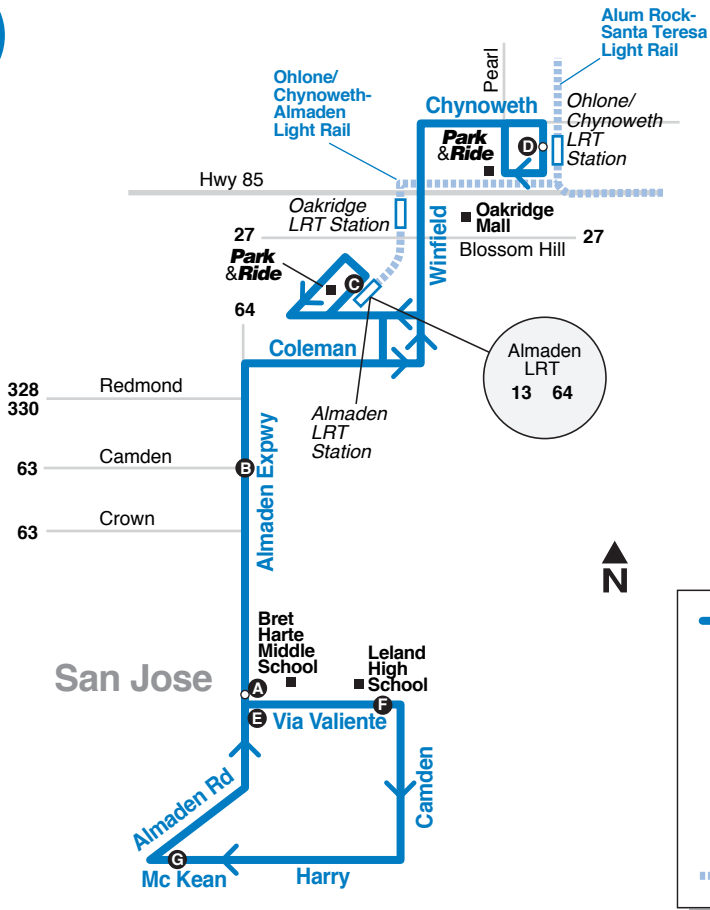 Alum Rock-
Santa Teresa
Light Rail
Pearl
Ohlone/
Chynoweth-
Almaden
Light Rail
Chynoweth
Ohlone/
Chynoweth
LRT
Station
Park
&Ride
D
Hwy 85
Oakridge
LRT Station
Winfield
Oakridge
Mall
27
27
Blossom Hill
Park
&Ride
C
64
Coleman
Almaden
LRT
13 64
328
330
Redmond
Almaden
LRT
Station
63
Camden
B
Almaden Expwy
63
Crown
N
Bret
Harte
Middle
School
Leland
High
School
San Jose
A
E
Via Valiente
F
Camden
Almaden Rd
G
Mc Kean
Harry